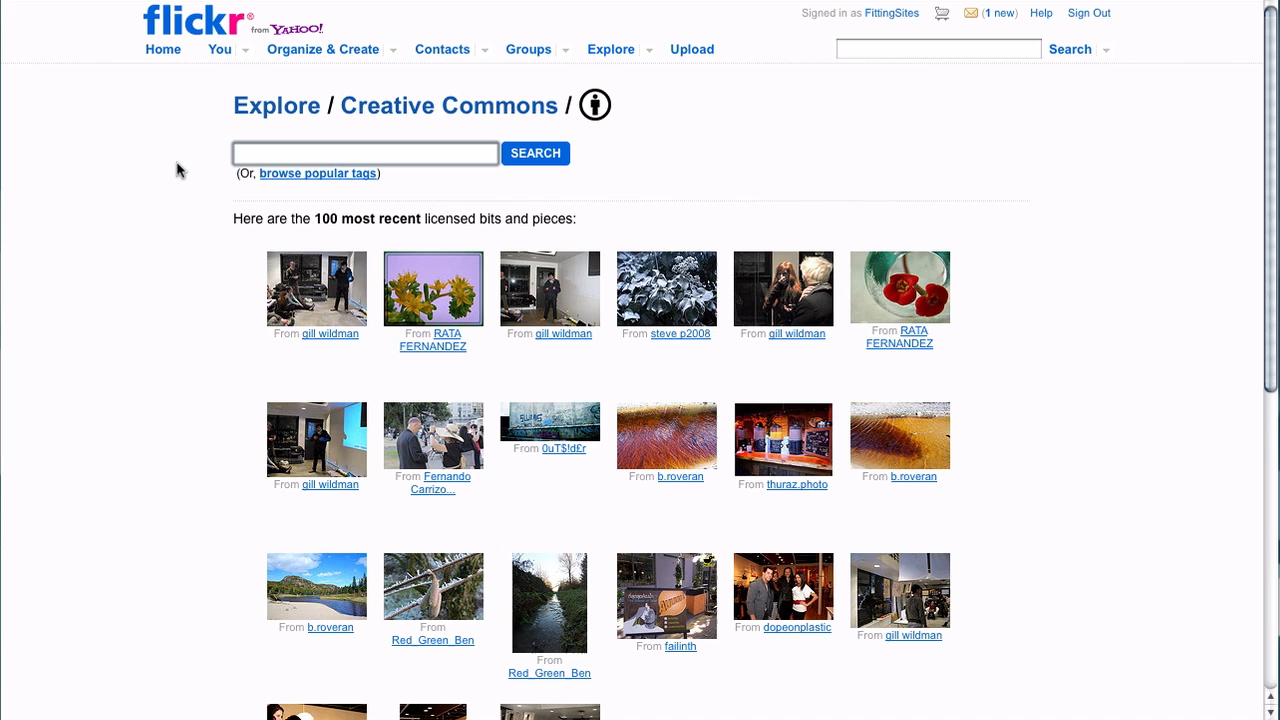 flickr® from YAHOO!
Signed in as FittingSites (1 new) Help Sign Out
Home You Organize & Create Contacts Groups Explore Upload Search
Explore / Creative Commons /
SEARCH
(Or, browse popular tags)
Here are the 100 most recent licensed bits and pieces:
From gill wildman
From RATA FERNANDEZ
From gill wildman
From steve p2008
From gill wildman
From RATA FERNANDEZ
From gill wildman
From Fernando Carrizo...
From 0uT$!d£r
From b.roveran
From thuraz.photo
From b.roveran
From b.roveran
From Red_Green_Ben
From Red_Green_Ben
From failinth
From dopeonplastic
From gill wildman